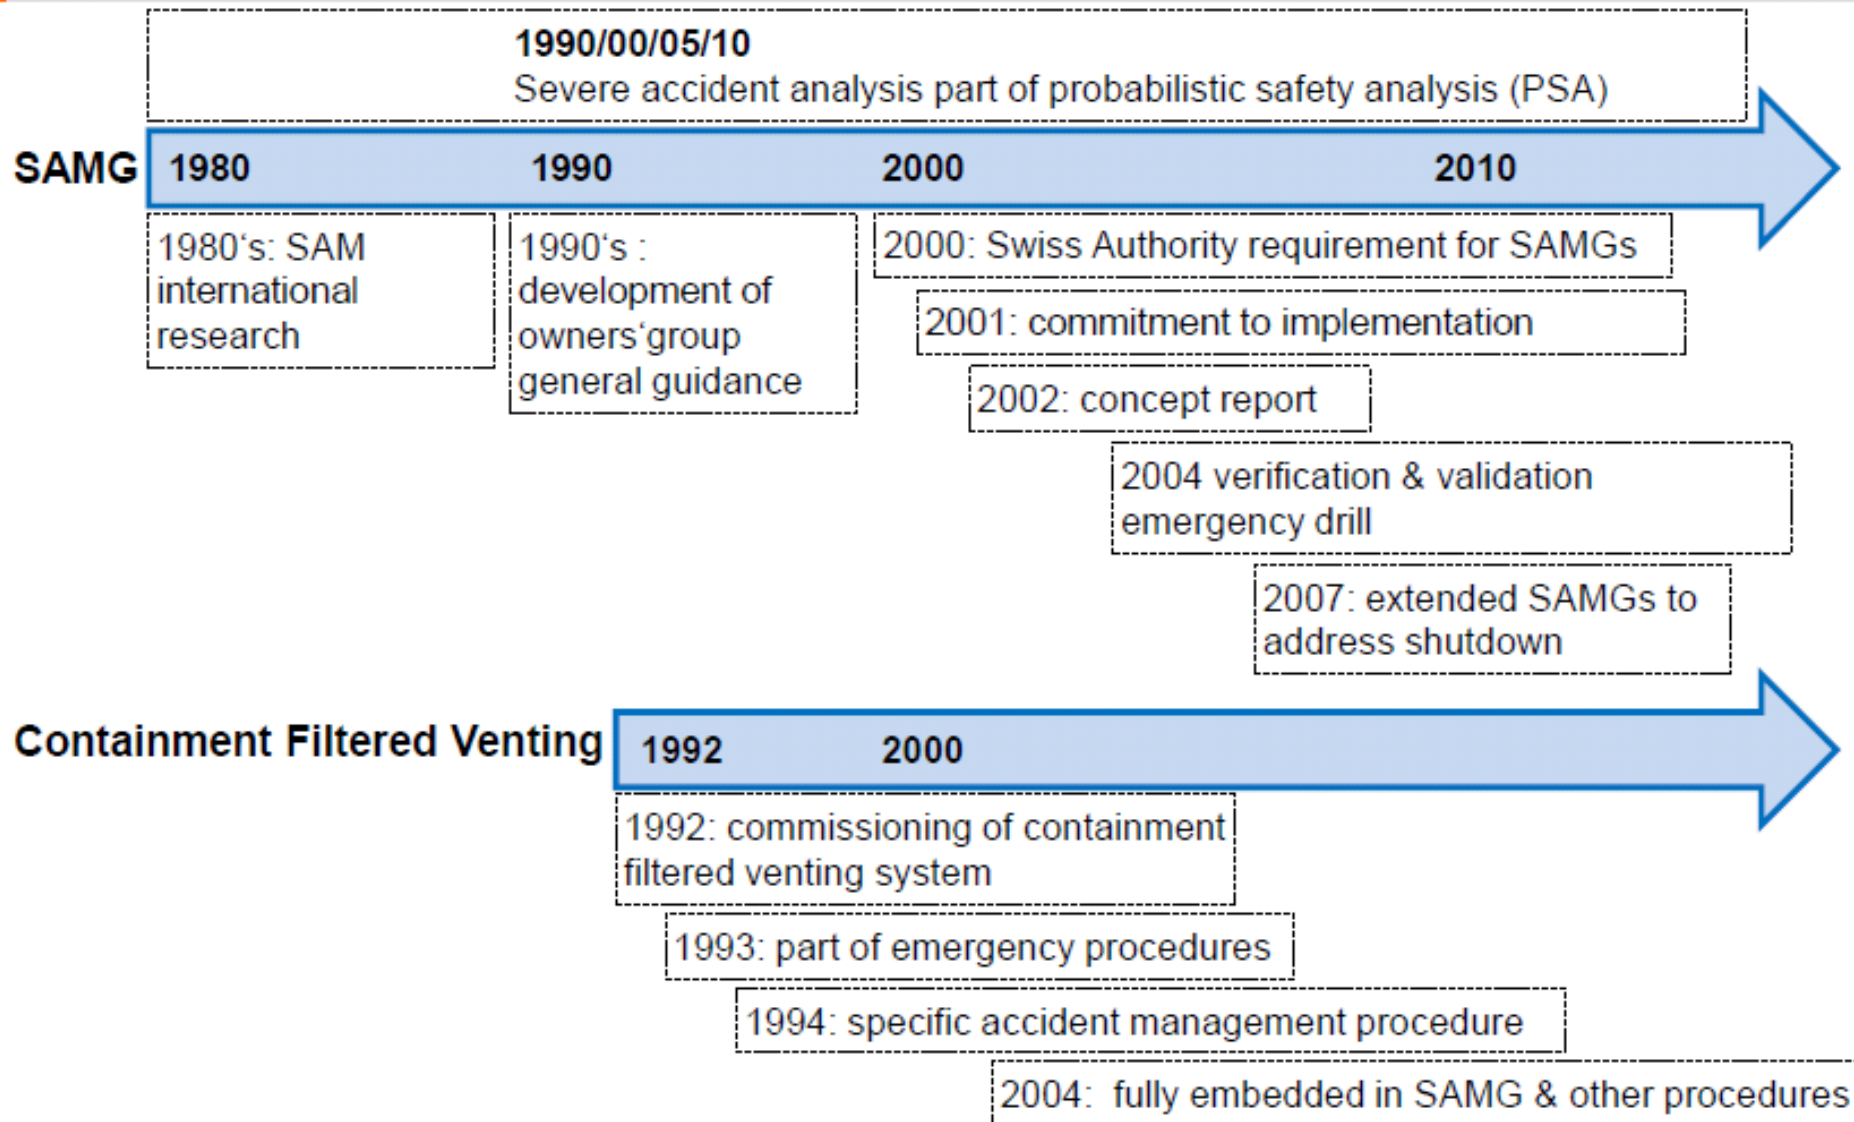 1990/00/05/10
Severe accident analysis part of probabilistic safety analysis (PSA)
SAMG
1980 1990 2000 2010
1980‘s: SAM
international
research
1990‘s :
development of
owners‘group
general guidance
2000: Swiss Authority requirement for SAMGs
2001: commitment to implementation
2002: concept report
2004 verification & validation
emergency drill
2007: extended SAMGs to
address shutdown
Containment Filtered Venting
1992 2000
1992: commissioning of containment
filtered venting system
1993: part of emergency procedures
1994: specific accident management procedure
2004: fully embedded in SAMG & other procedures